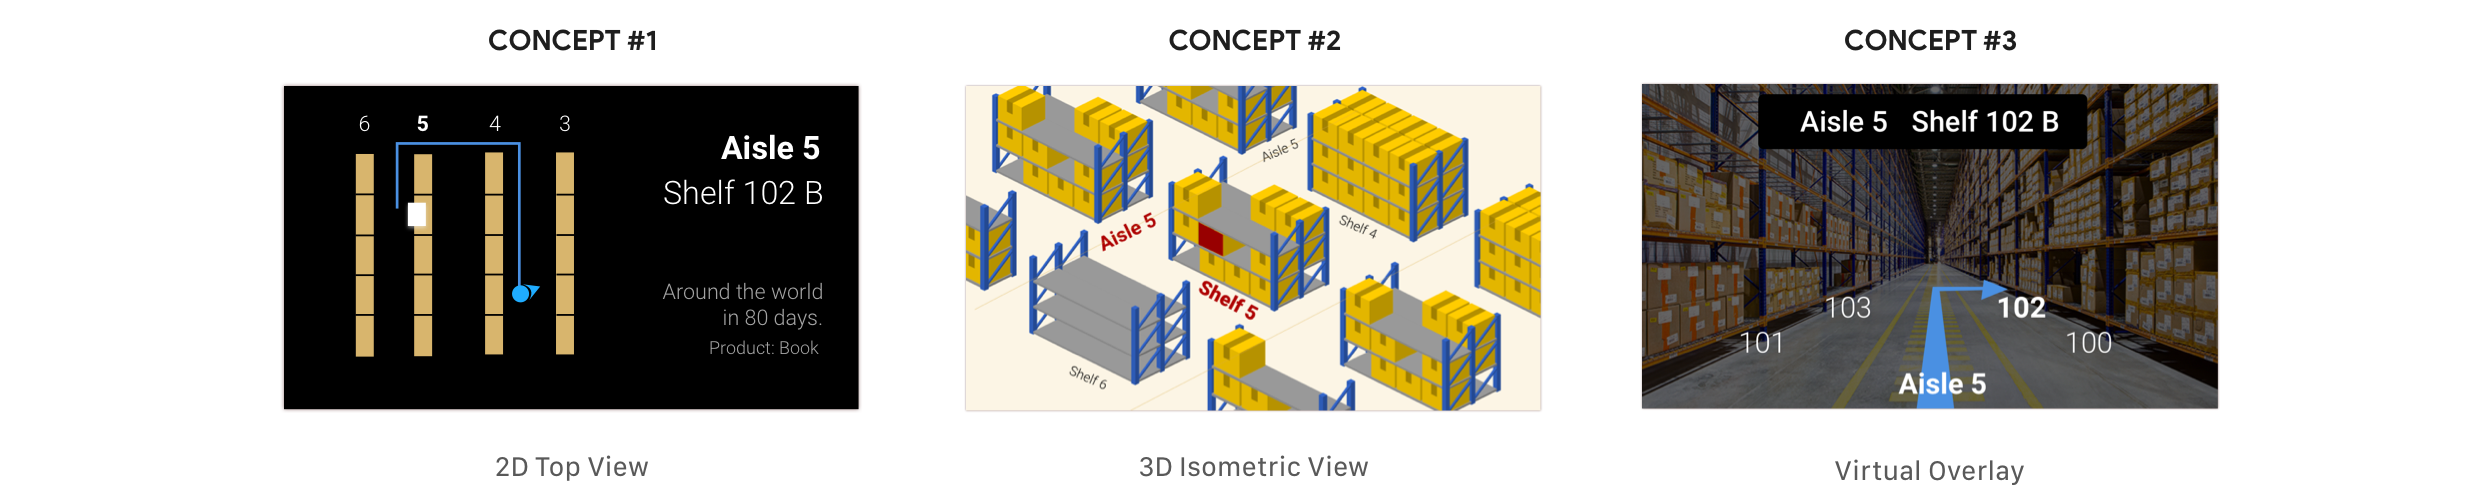 CONCEPT #1
6 5 4 3
Aisle 5
Shelf 102 B
Around the world
in 80 days.
Product: Book
2D Top View
CONCEPT #2
Aisle 5
Shelf 4
Aisle 5
Shelf 5
Shelf 6
3D Isometric View
CONCEPT #3
Aisle 5 Shelf 102 B
103 102
101 100
Aisle 5
Virtual Overlay